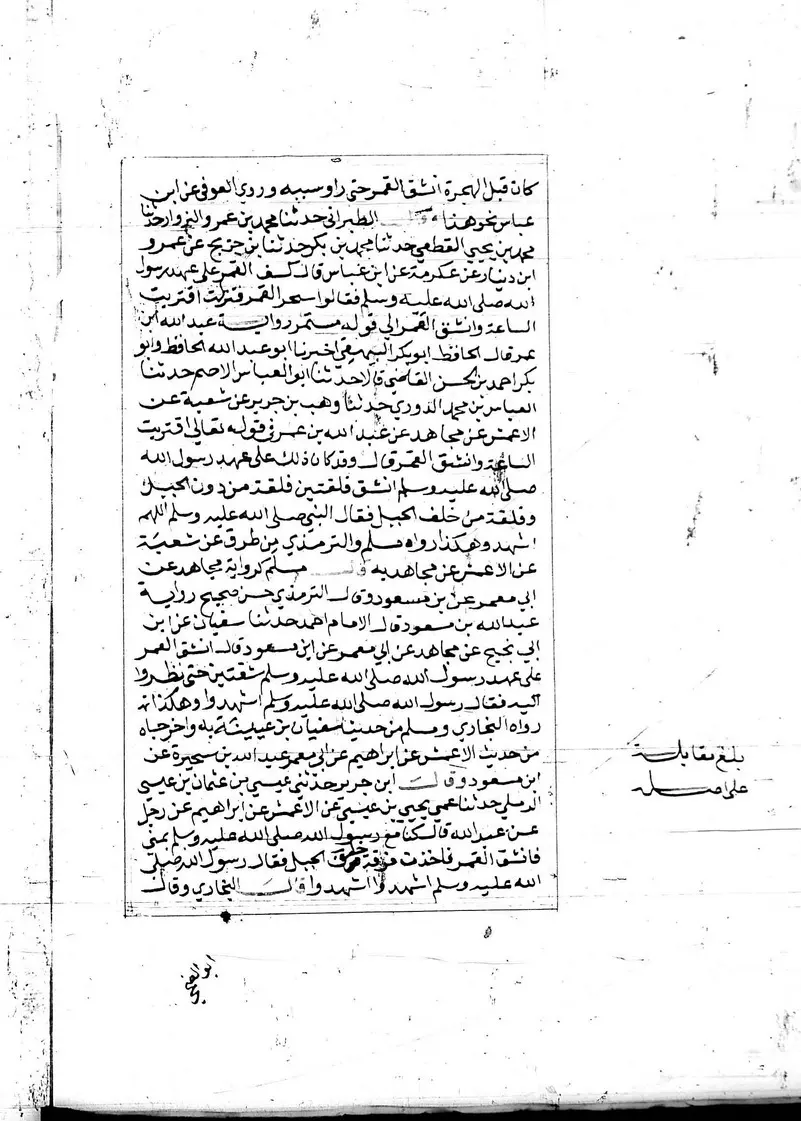 كان قبل الهجرة انشق القمر حتى راو سببه وروي العوفي عن ابن
عباس نحو هذا وقال الطبراني حدثنا محمد بن عمرو البزوار حدثنا
محمد بن يحيى القطعي حدثنا محمد بن بكر حدثنا بن جريج عن عمرو
ابن دينار عن عكرمة عن ابن عباس قال كسف القمر على عهد رسول
الله صلى الله عليه وسلم فقالوا سحر القمر فنزلت اقتربت
الساعة وانشق القمر الي قوله مستمر رواية عبد الله ابن
عمر قال الحافظ ابو بكر البيهقي اخبرنا ابو عبد الله الحافظ وابو
بكر احمد بن الحسن القاضي قالا حدثنا ابو العباس الاصم حدثنا
العباس بن محمد الدوري حدثنا وهب بن جرير عن شعبة عن
الاعمش عن مجاهد عن عبد الله بن عمر في قوله تعالى اقتربت
الساعة وانشق القمر قال وقد كان ذلك على عهد رسول الله
صلى الله عليه وسلم انشق فلقتين فلقة من دون الجبل
وفلقة من خلف الجبل فقال النبي صلى الله عليه وسلم اللهم
اشهد وهكذا رواه مسلم والترمذي من طرق عن شعبة
عن الاعمش عن مجاهد به قال مسلم كرواية مجاهد عن
ابي معمر عن بن مسعود وقال الترمذي حسن صحيح رواية
عبد الله بن مسعود قال الامام احمد حدثنا سفيان عن ابن
ابي نجيح عن مجاهد عن ابي معمر عن ابن مسعود قال انشق القمر
على عهد رسول الله صلى الله عليه وسلم شقتين حتى نظروا
اليه فقال رسول الله صلى الله عليه وسلم اشهدوا وهكذا
رواه البخاري ومسلم من حديث سفيان بن عيينة به واخرجاه
من حديث الاعمش عن ابراهيم عن ابي معمر عبد الله بن سخبرة عن
ابن مسعود وقال ابن جرير حدثني عيسى بن عثمان بن عيسى
الرملي حدثنا عمي يحيى بن عيسى عن الاعمش عن ابراهيم عن رجل
عن عبد الله قال كنا مع رسول الله صلى الله عليه وسلم بمنى
فانشق القمر فاخذت فرقة خلف الجبل فقال رسول الله صلى
الله عليه وسلم اشهدوا اشهدوا قال البخاري وقال
بلغ مقابلة
على اصله